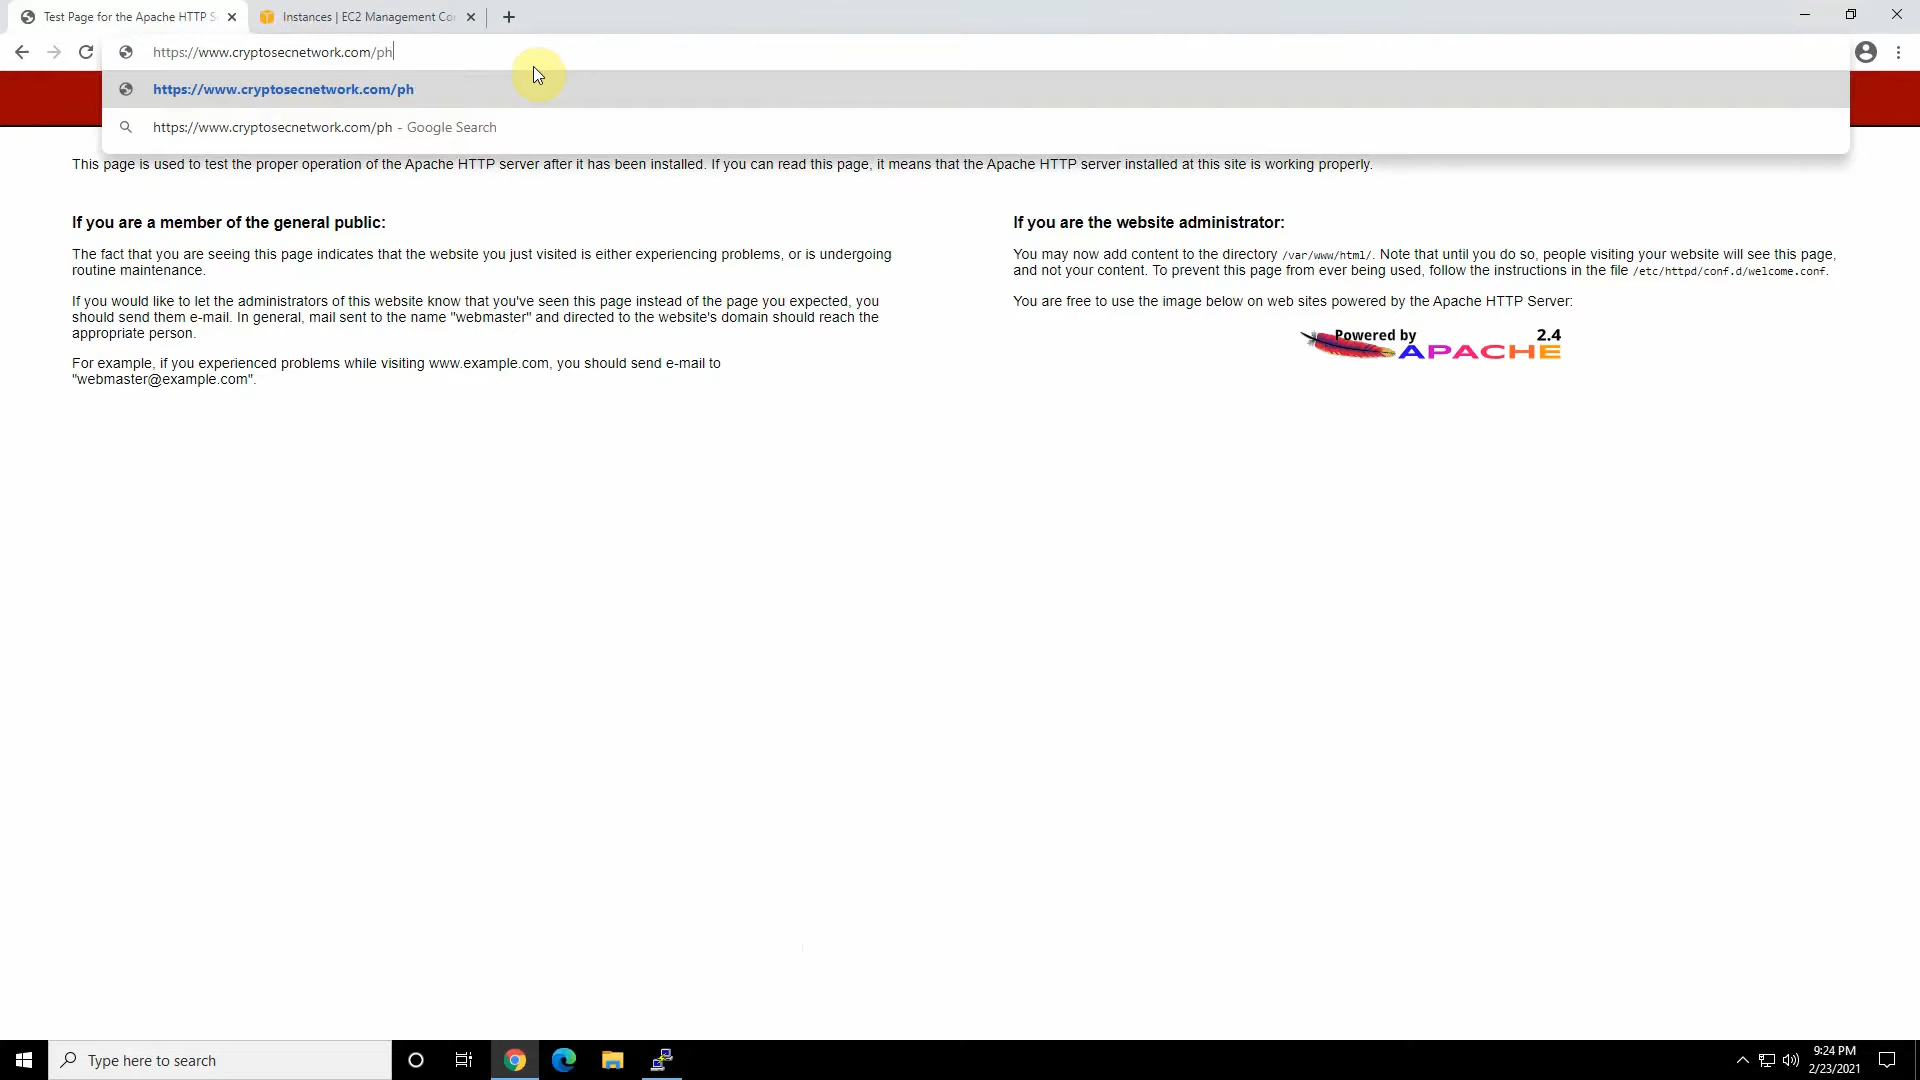 Test Page for the Apache HTTP S
Instances | EC2 Management Co
https://www.cryptosecnetwork.com/ph
https://www.cryptosecnetwork.com/ph
https://www.cryptosecnetwork.com/ph - Google Search
This page is used to test the proper operation of the Apache HTTP server after it has been installed. If you can read this page, it means that the Apache HTTP server installed at this site is working properly.
If you are a member of the general public:
The fact that you are seeing this page indicates that the website you just visited is either experiencing problems, or is undergoing
routine maintenance.
If you would like to let the administrators of this website know that you've seen this page instead of the page you expected, you
should send them e-mail. In general, mail sent to the name "webmaster" and directed to the website's domain should reach the
appropriate person.
For example, if you experienced problems while visiting www.example.com, you should send e-mail to
"webmaster@example.com".
If you are the website administrator:
You may now add content to the directory /var/www/html/. Note that until you do so, people visiting your website will see this page,
and not your content. To prevent this page from ever being used, follow the instructions in the file /etc/httpd/conf.d/welcome.conf.
You are free to use the image below on web sites powered by the Apache HTTP Server:
Powered by 2.4
APACHE
Type here to search
9:24 PM
2/23/2021